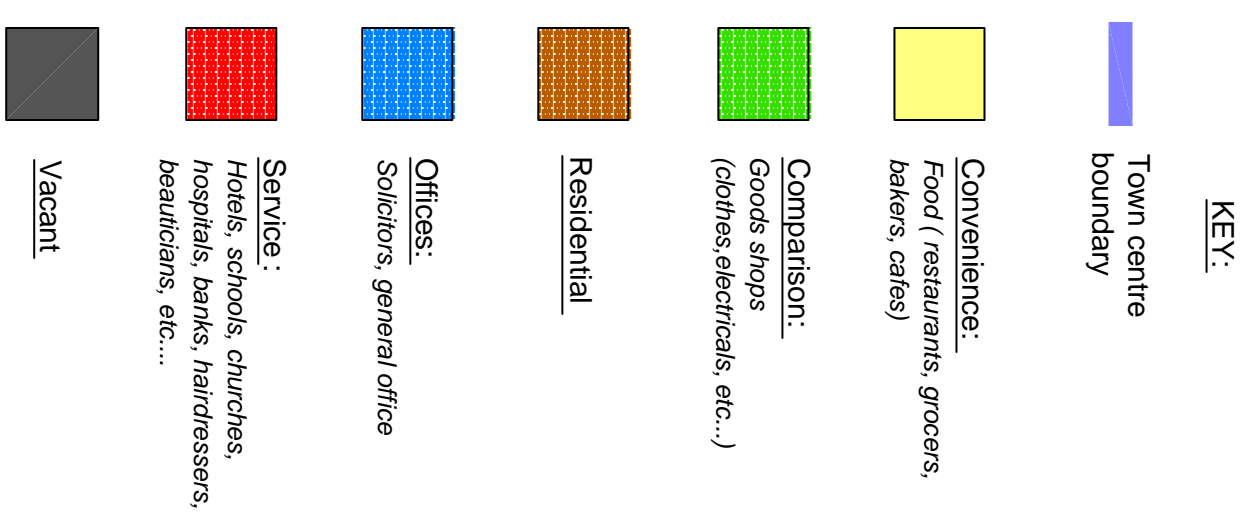 KEY:
Town centre
boundary
Convenience:
Food ( restaurants, grocers,
bakers, cafes)
Comparison:
Goods shops
(clothes,electricals, etc...)
Residential
Offices:
Solicitors, general office
Service :
Hotels, schools, churches,
hospitals, banks, hairdressers,
beauticians, etc....
Vacant